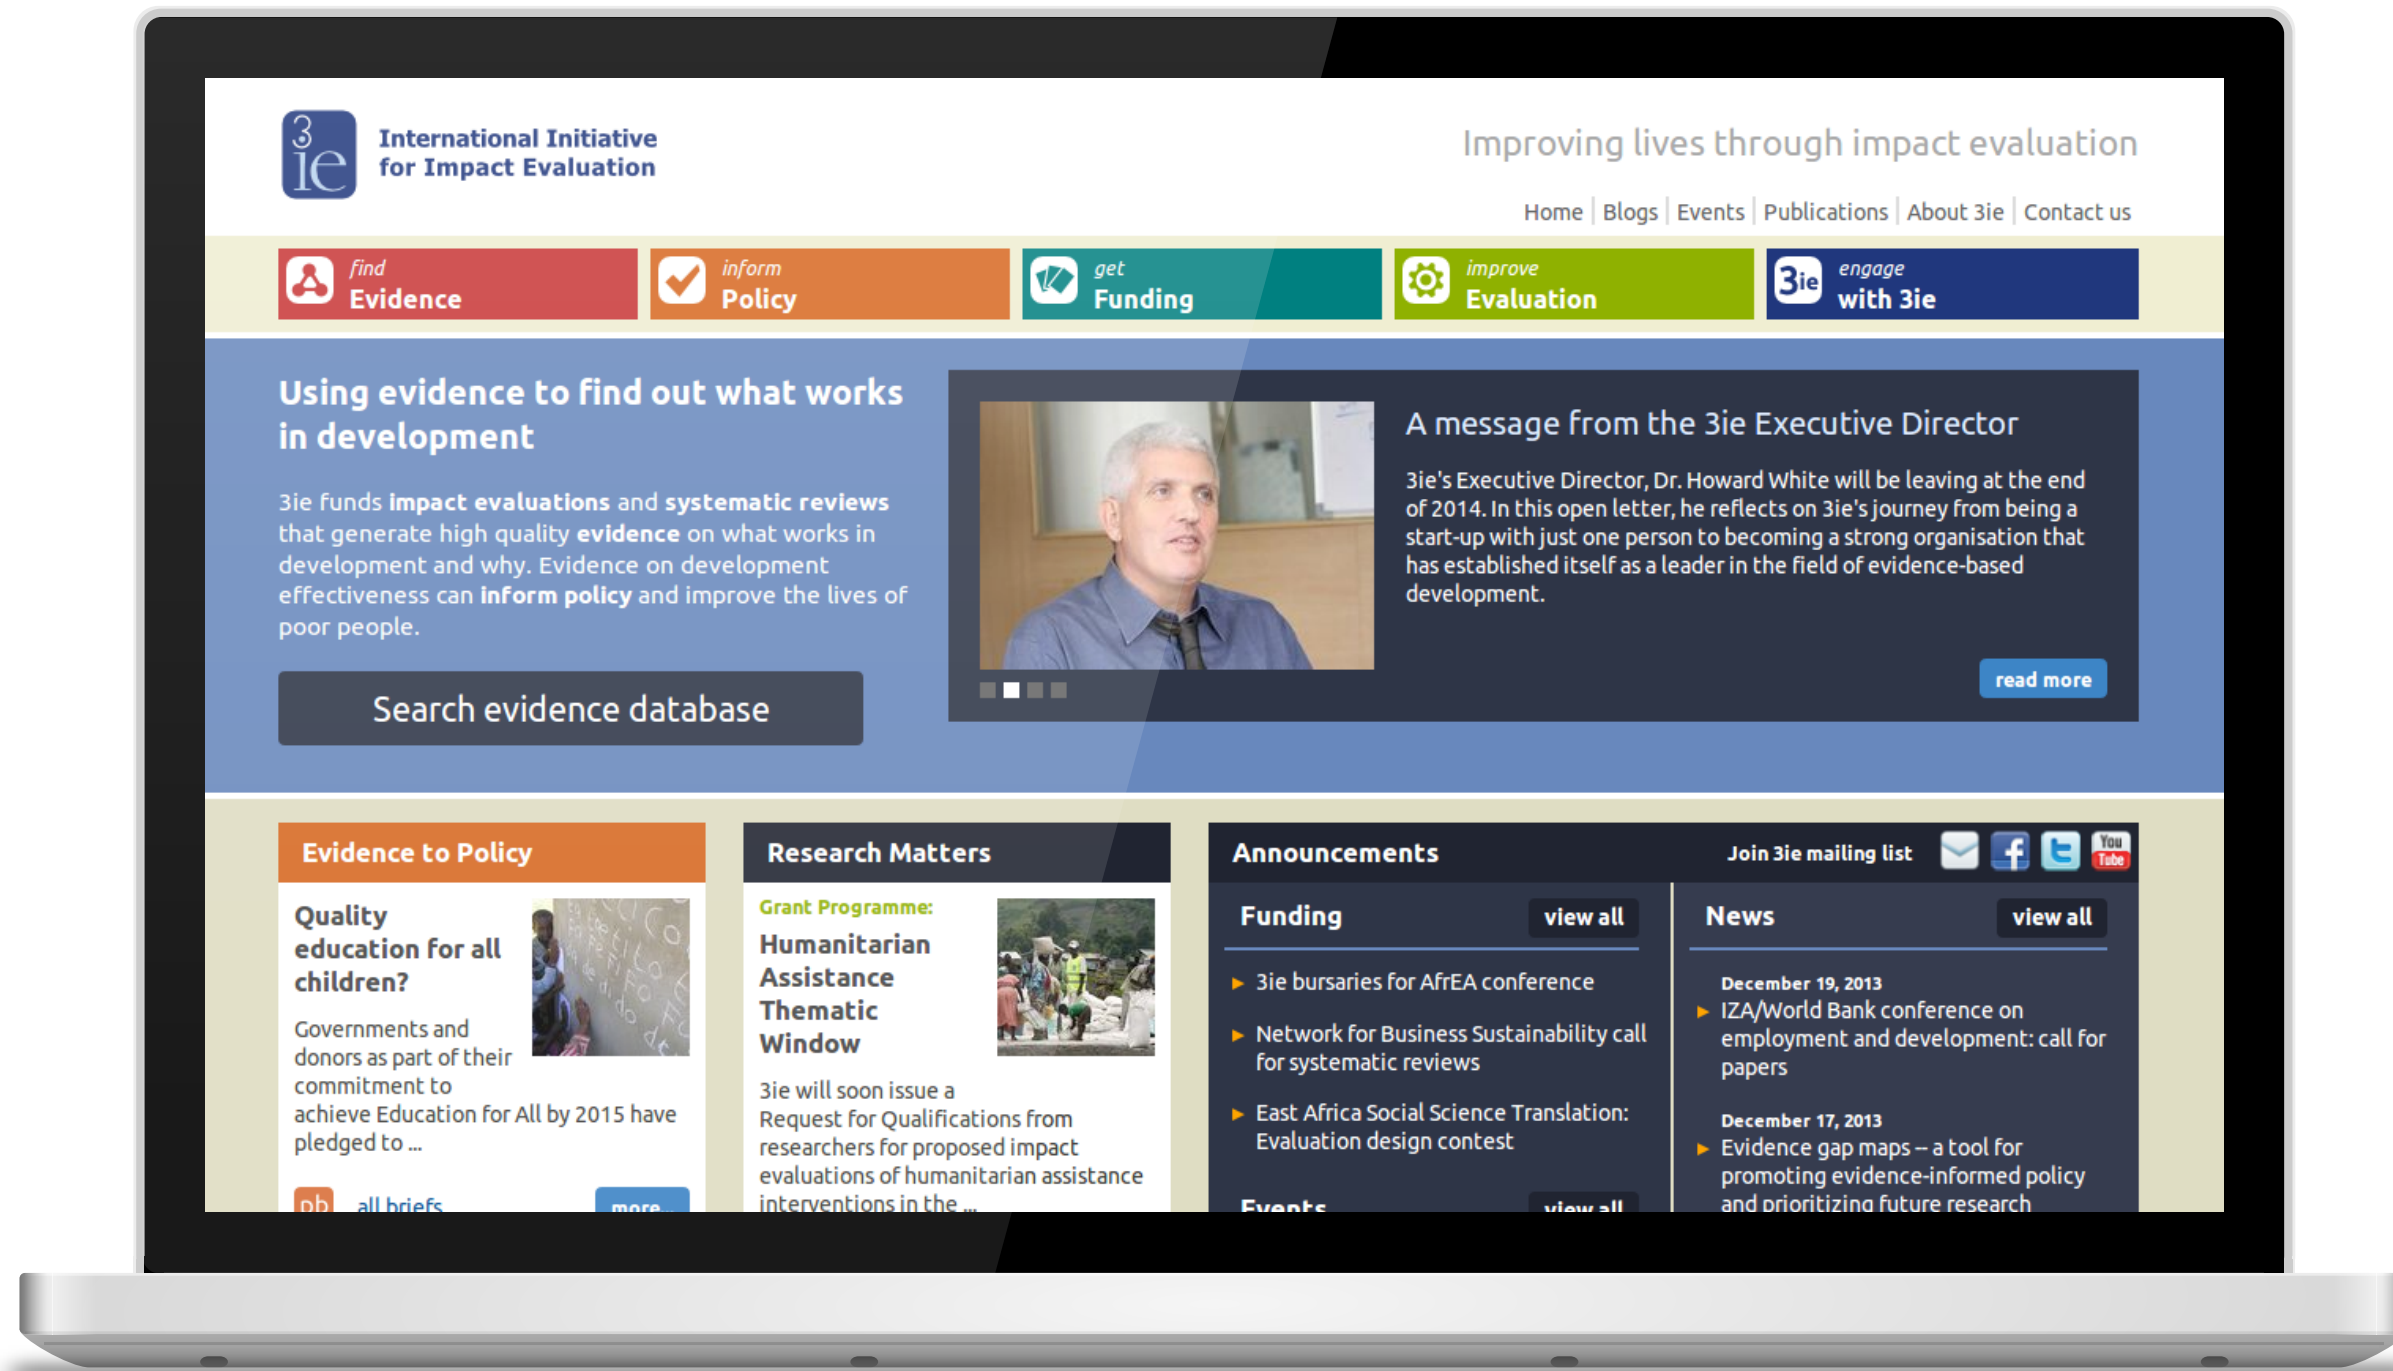 3ie
International Initiative
for Impact Evaluation
Improving lives through impact evaluation
Home | Blogs | Events | Publications | About 3ie | Contact us
find
Evidence
inform
Policy
get
Funding
improve
Evaluation
3ie
engage
with 3ie
Using evidence to find out what works
in development
3ie funds impact evaluations and systematic reviews
that generate high quality evidence on what works in
development and why. Evidence on development
effectiveness can inform policy and improve the lives of
poor people.
Search evidence database
A message from the 3ie Executive Director
3ie's Executive Director, Dr. Howard White will be leaving at the end
of 2014. In this open letter, he reflects on 3ie's journey from being a
start-up with just one person to becoming a strong organisation that
has established itself as a leader in the field of evidence-based
development.
read more
Evidence to Policy
Quality
education for all
children?
Governments and
donors as part of their
commitment to
achieve Education for All by 2015 have
pledged to ...
pb
all briefs
more...
Research Matters
Grant Programme:
Humanitarian
Assistance
Thematic
Window
3ie will soon issue a
Request for Qualifications from
researchers for proposed impact
evaluations of humanitarian assistance
interventions in the ...
Announcements
Join 3ie mailing list
You
Tube
Funding
view all
3ie bursaries for AfrEA conference
Network for Business Sustainability call
for systematic reviews
East Africa Social Science Translation:
Evaluation design contest
Events
view all
News
view all
December 19, 2013
IZA/World Bank conference on
employment and development: call for
papers
December 17, 2013
Evidence gap maps -- a tool for
promoting evidence-informed policy
and prioritizing future research